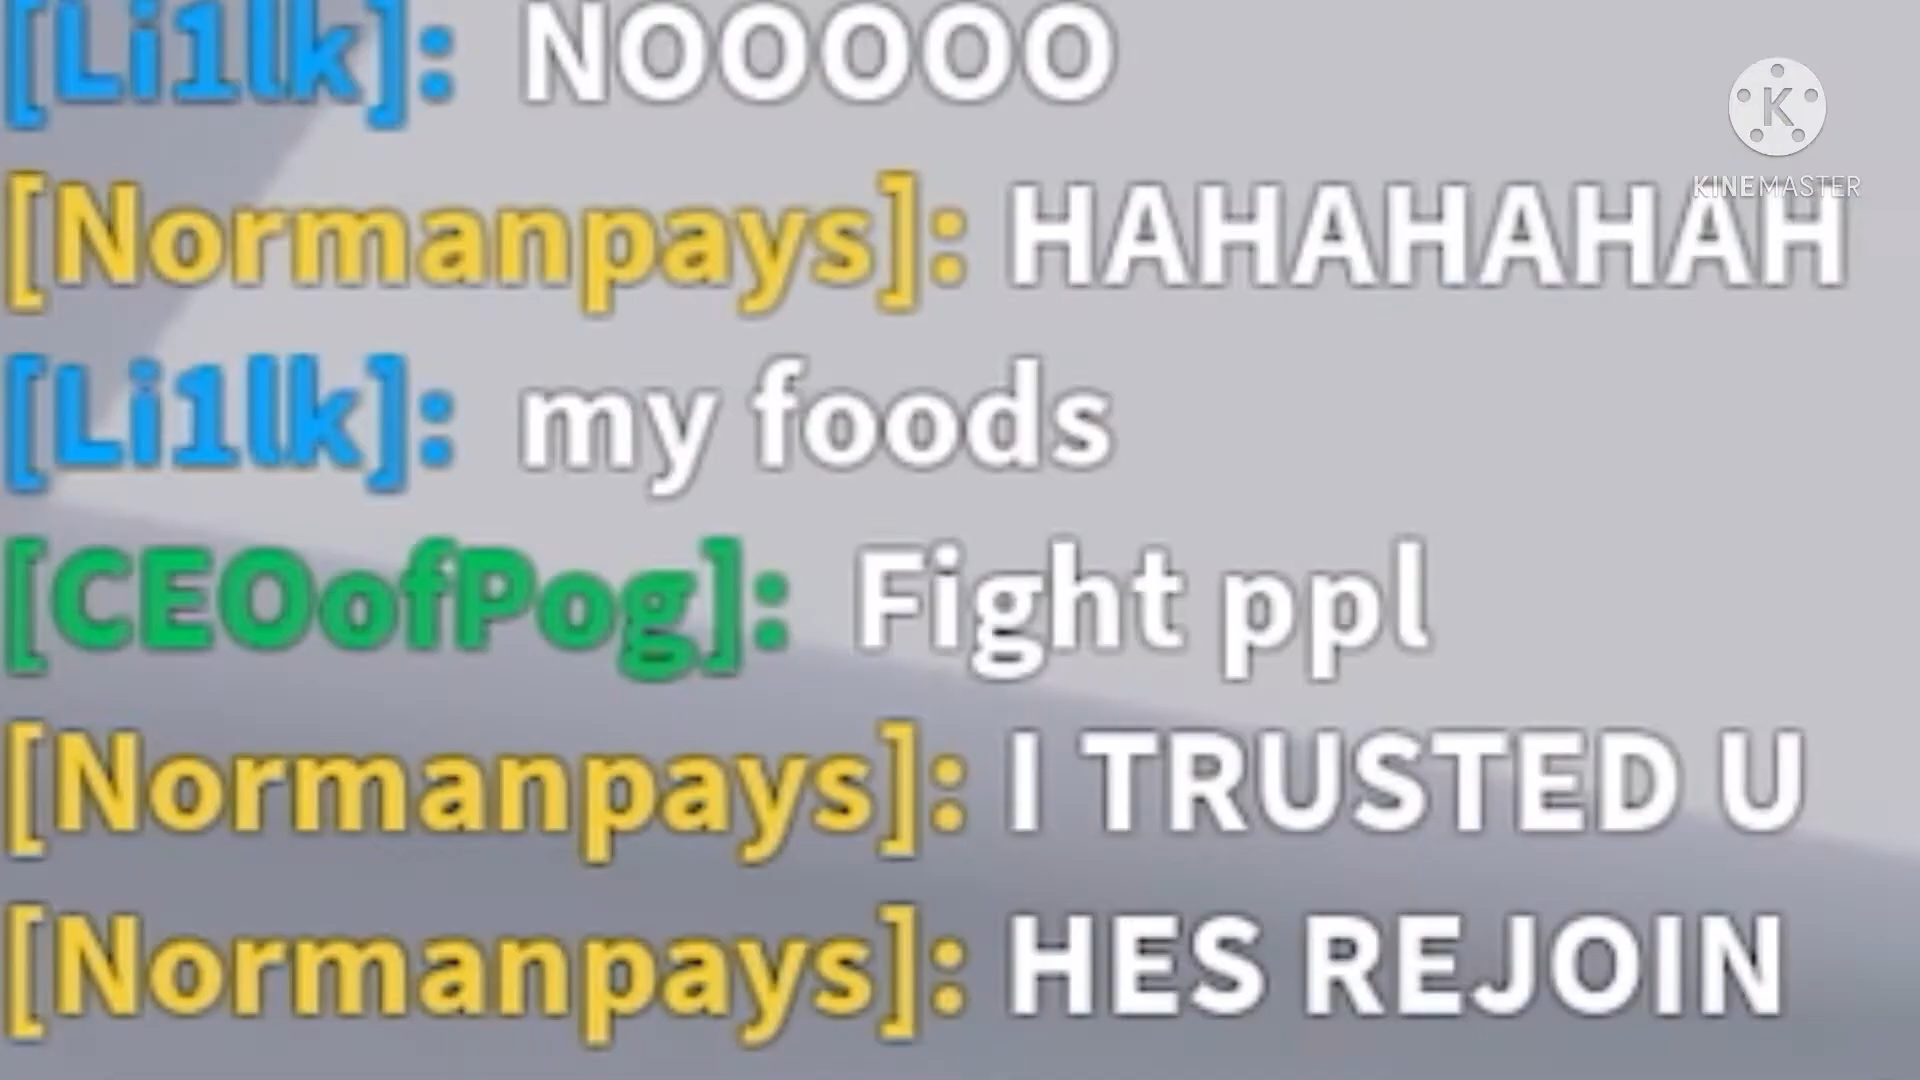 [Li1lk]: NOOOOO
KINEMASTER
[Normanpays]: HAHAHAHAH
[Li1lk]: my foods
[CEOofPog]: Fight ppl
[Normanpays]: I TRUSTED U
[Normanpays]: HES REJOIN